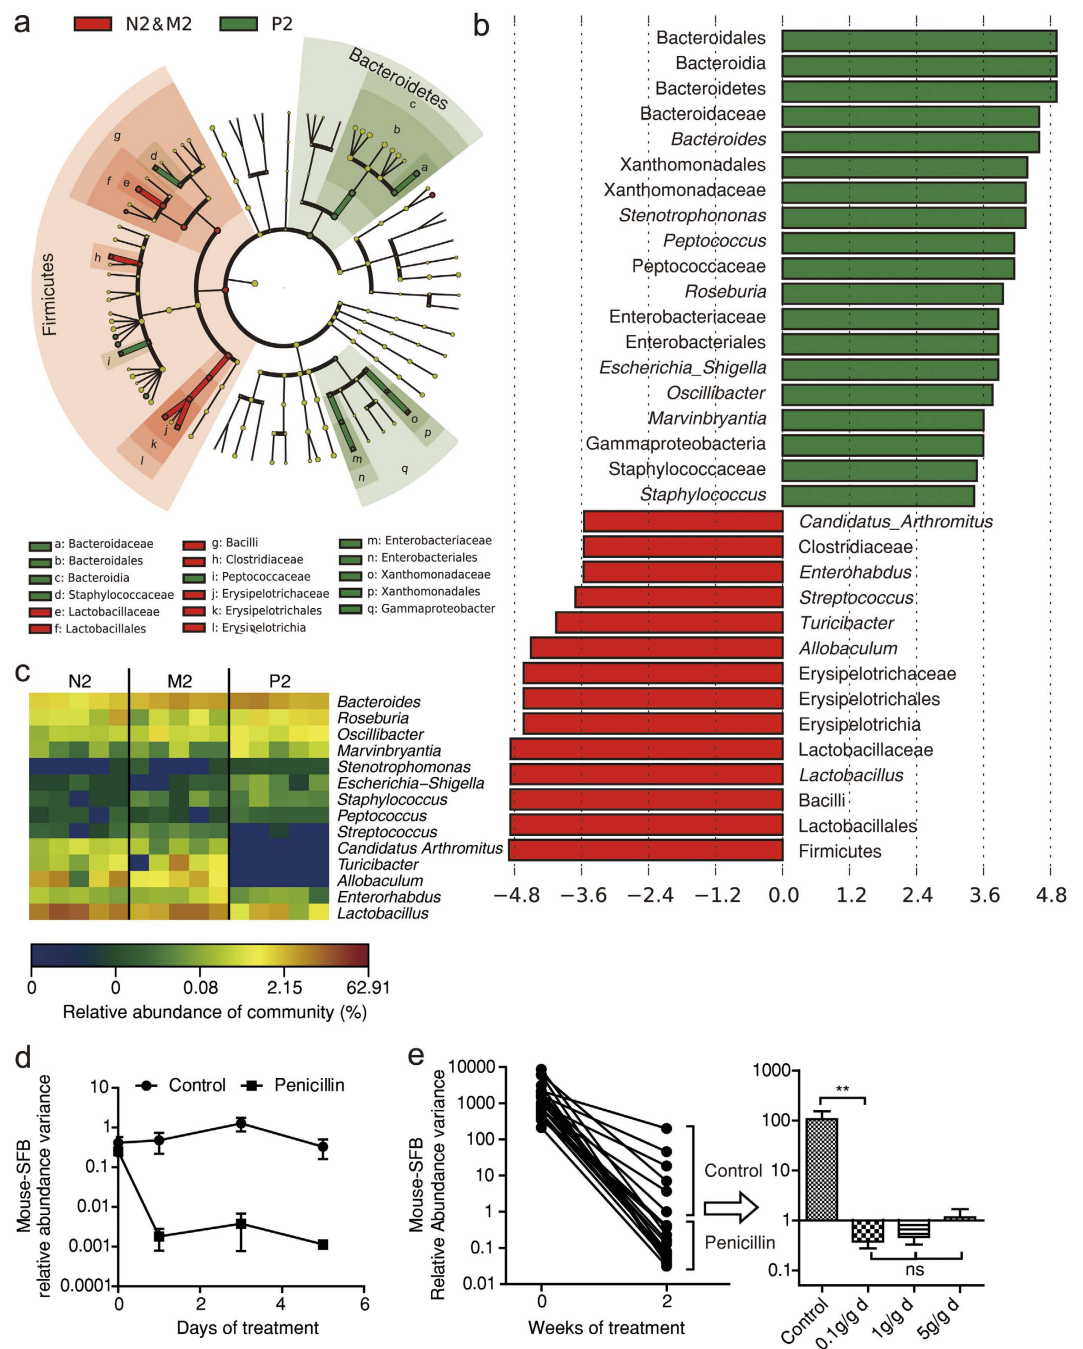 a
N2&M2
P2
Bacteroidetes
Firmicutes
a
b
c
d
e
f
g
h
i
j
k
l
m
n
o
p
q
a: Bacteroidaceae
b: Bacteroidales
c: Bacteroidia
d: Staphylococcaceae
e: Lactobacillaceae
f: Lactobacillales
g: Bacilli
h: Clostridiaceae
i: Peptococcaceae
j: Erysipelotrichaceae
k: Erysipelotrichales
l: Erysipelotrichia
m: Enterobacteriaceae
n: Enterobacteriales
o: Xanthomonadaceae
p: Xanthomonadales
q: Gammaproteobacter
b
Bacteroidales
Bacteroidia
Bacteroidetes
Bacteroidaceae
Bacteroides
Xanthomonadales
Xanthomonadaceae
Stenotrophononas
Peptococcus
Peptococcaceae
Roseburia
Enterobacteriaceae
Enterobacteriales
Escherichia_Shigella
Oscillibacter
Marvinbryantia
Gammaproteobacteria
Staphylococcaceae
Staphylococcus
Candidatus_Arthromitus
Clostridiaceae
Enterohabdus
Streptococcus
Turicibacter
Allobaculum
Erysipelotrichaceae
Erysipelotrichales
Erysipelotrichia
Lactobacillaceae
Lactobacillus
Bacilli
Lactobacillales
Firmicutes
−4.8 −3.6 −2.4 −1.2 0.0 1.2 2.4 3.6 4.8
c
N2 M2 P2
Bacteroides
Roseburia
Oscillibacter
Marvinbryantia
Stenotrophomonas
Escherichia−Shigella
Staphylococcus
Peptococcus
Streptococcus
Candidatus Arthromitus
Turicibacter
Allobaculum
Enterorhabdus
Lactobacillus
0 0 0.08 2.15 62.91
Relative abundance of community (%)
d
Control Penicillin
Mouse-SFB
relative abundance variance
10
1
0.1
0.01
0.001
0.0001
0 2 4 6
Days of treatment
e
Mouse-SFB
Relative Abundance variance
10000
1000
100
10
1
0.1
0.01
0 2
Weeks of treatment
Control
Penicillin
1000
100
10
1
0.1
**
ns
Control
0.1g/g d
1g/g d
5g/g d